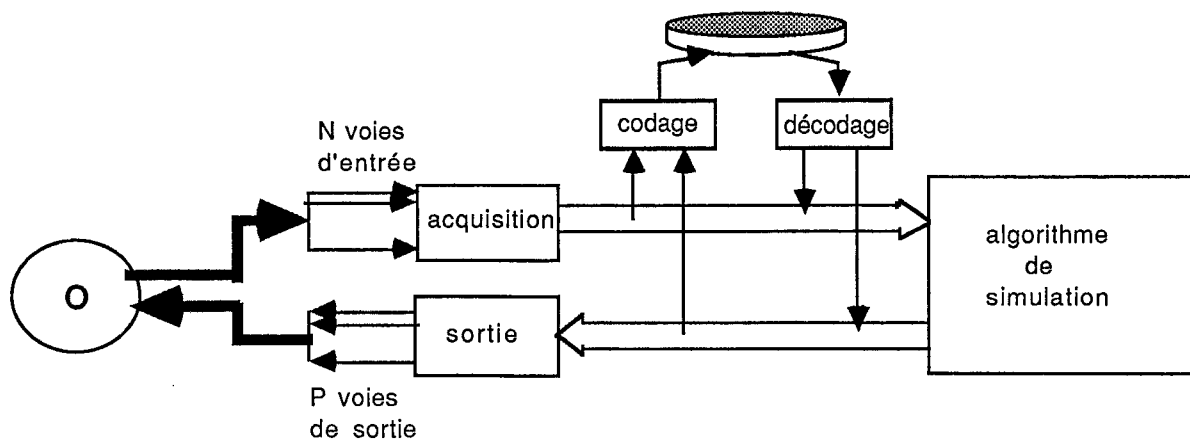 codage
décodage
N voies
d'entrée
acquisition
algorithme
de
simulation
O
sortie
P voies
de sortie